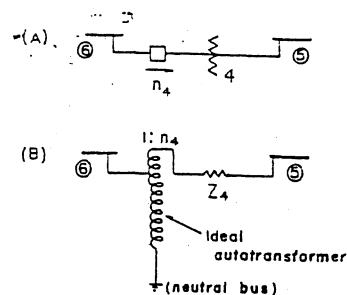 (A)
⑥
⑤
n₄
4
1:n₄
(B)
⑥
⑤
Z₄
Ideal
autotransformer
(neutral bus)